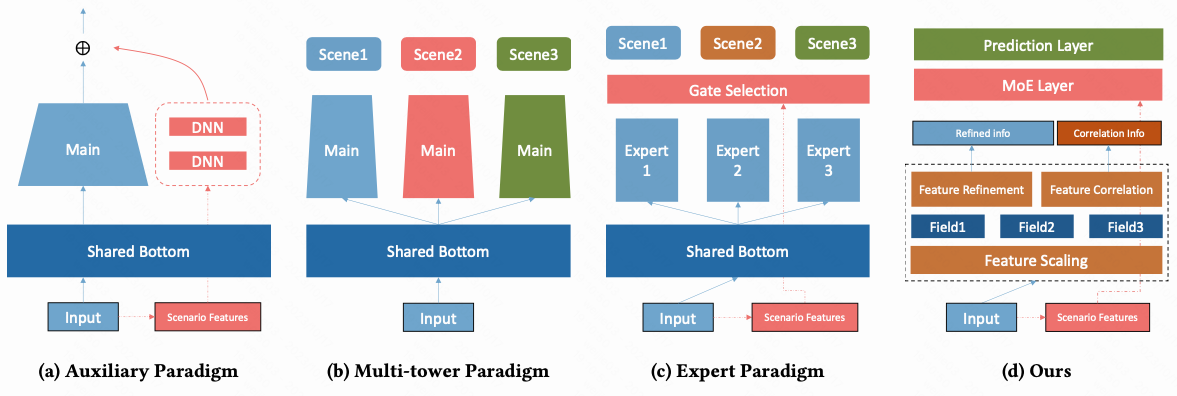 ⊕
Main
DNN
DNN
Shared Bottom
Input
Scenario Features
(a) Auxiliary Paradigm
Scene1
Scene2
Scene3
Main
Main
Main
Shared Bottom
Input
(b) Multi-tower Paradigm
Scene1
Scene2
Scene3
Gate Selection
Expert
1
Expert
2
Expert
3
Shared Bottom
Input
Scenario Features
(c) Expert Paradigm
Prediction Layer
MoE Layer
Refined info
Correlation Info
Feature Refinement
Feature Correlation
Field1
Field2
Field3
Feature Scaling
Input
Scenario Features
(d) Ours